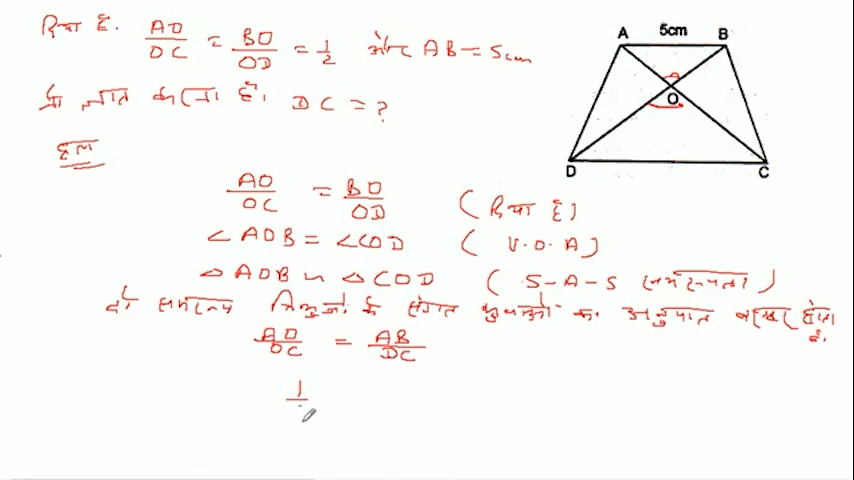 दिया है. AO/OC = BO/OD = 1/2 और AB = 5cm
तो ज्ञात करना है। DC = ?
हल
AO/OC = BO/OD (दिया है)
∠AOB = ∠COD (V.O.A)
△AOB ~ △COD (S-A-S समरूपता)
दो समरूप त्रिभुजों के संगत भुजाओं का अनुपात बराबर होता है.
AO/OC = AB/DC
1/
A 5cm B
O
D C